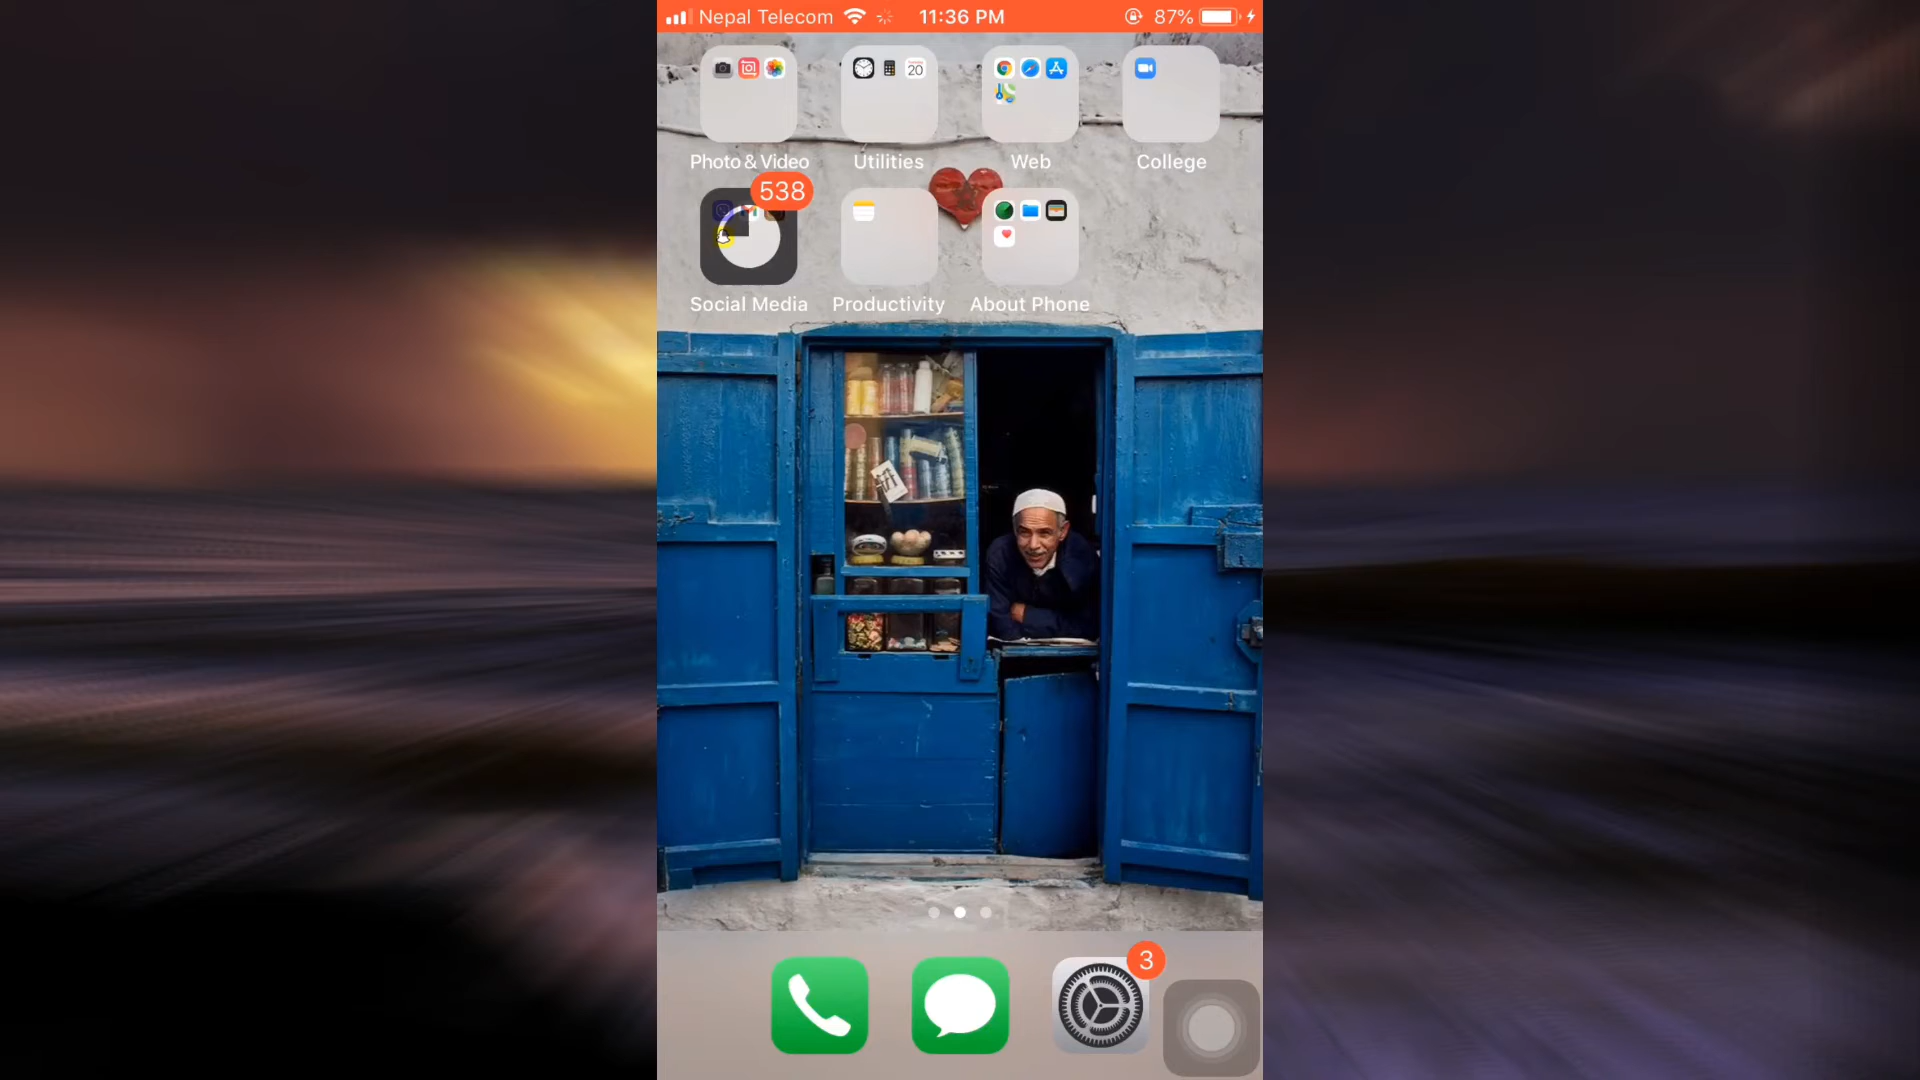 Nepal Telecom 11:36 PM 87%
20
Photo & Video Utilities Web College
538
Social Media Productivity About Phone
3